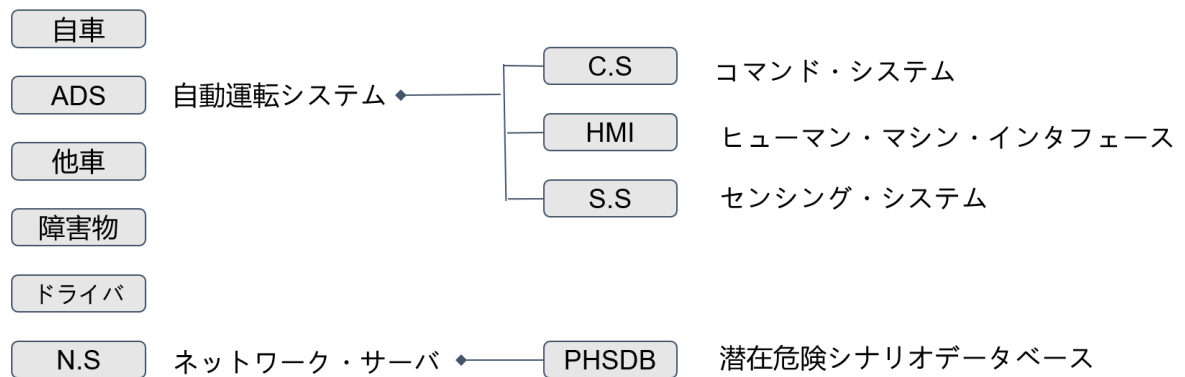 自車
ADS 自動運転システム
他車
障害物
ドライバ
N.S ネットワーク・サーバ
C.S コマンド・システム
HMI ヒューマン・マシン・インタフェース
S.S センシング・システム
PHSDB 潜在危険シナリオデータベース